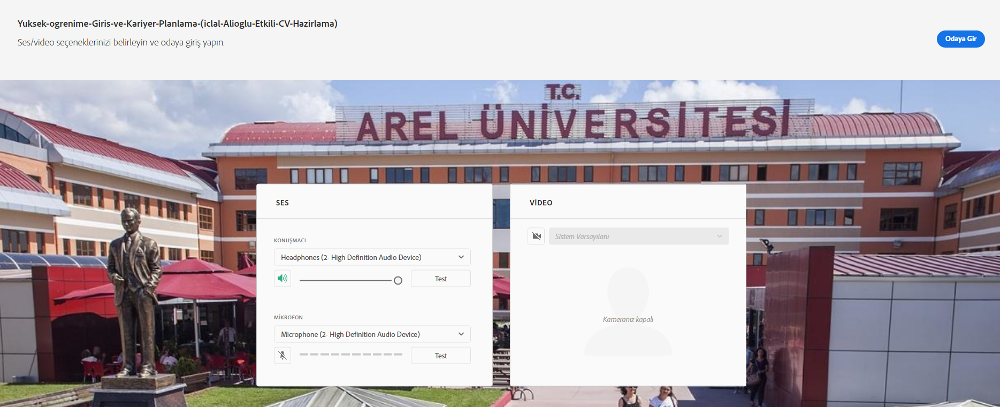 Yuksek-ogrenime-Giris-ve-Kariyer-Planlama-(iclal-Alioglu-Etkili-CV-Hazirlama)
Ses/video seçeneklerinizi belirleyin ve odaya giriş yapın.
Odaya Gir
T.C.
AREL ÜNİVERSİTESİ
SES
KONUŞMACI
Headphones (2- High Definition Audio Device)
Test
MİKROFON
Microphone (2- High Definition Audio Device)
Test
VİDEO
Sistem Varsayılanı
Kameranız kapalı